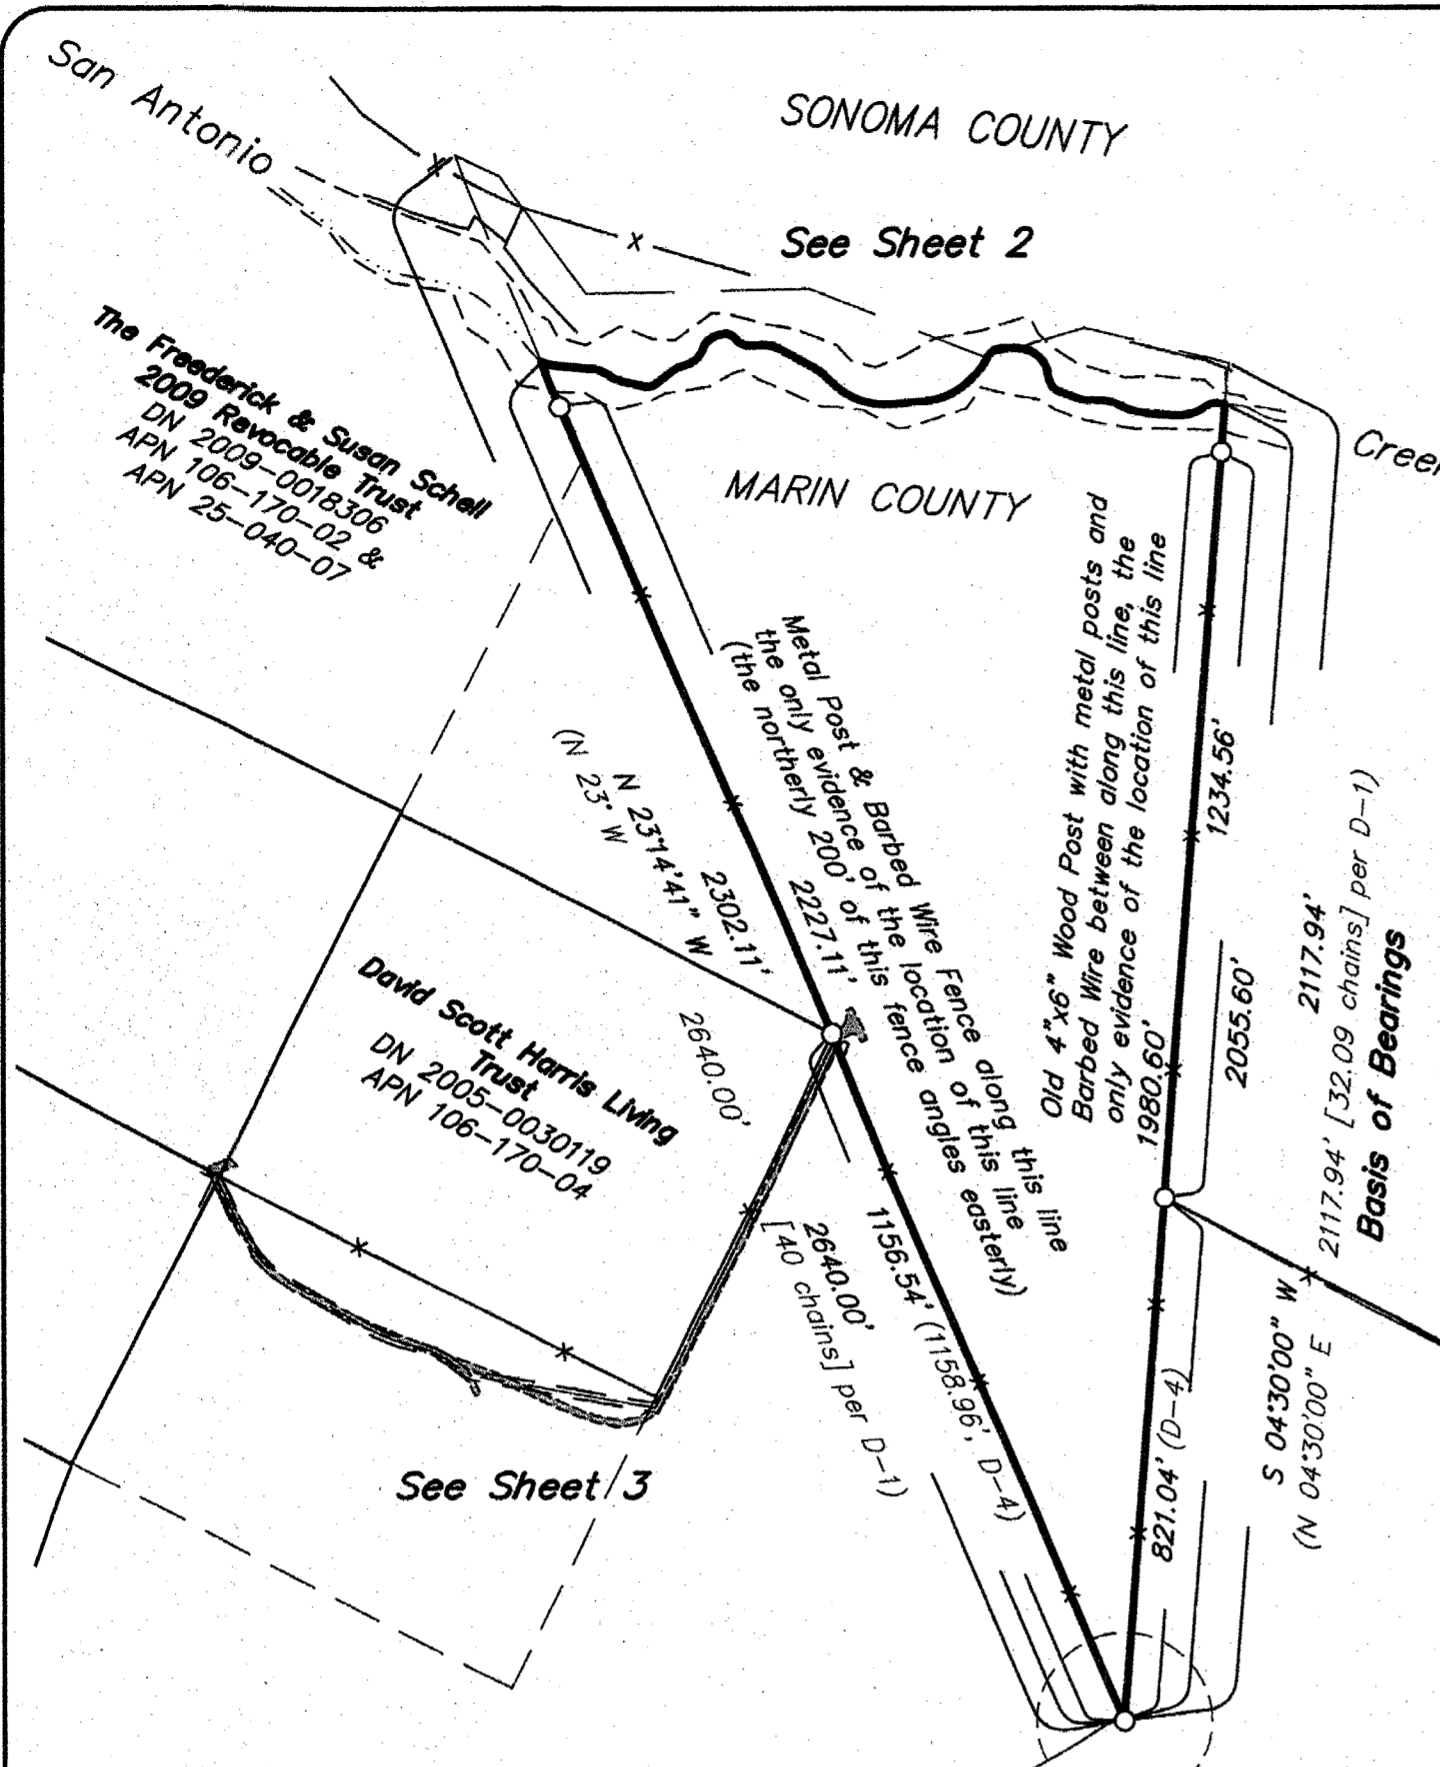 San Antonio
SONOMA COUNTY
See Sheet 2
The Freederick & Susan Schell
2009 Revocable Trust
DN 2009-0018306
APN 106-170-02 &
APN 25-040-07
MARIN COUNTY
Metal Post & Barbed Wire Fence along this line
the only evidence of the location of this line
(the northerly 200' of this fence angles easterly)
2227.11'
2302.11'
N 23°14'41" W
(N 23° W
Old 4"x6" Wood Post with metal posts and
Barbed Wire between along this line, the
only evidence of the location of this line
1980.60'
1234.56'
2055.60'
2117.94'
2117.94' [32.09 chains] per D-1)
Basis of Bearings
S 04°30'00" W
(N 04°30'00" E
821.04' (D-4)
David Scott Harris Living
Trust
DN 2005-0030119
APN 106-170-04
2640.00'
1156.54' (1158.96', D-4)
2640.00'
[40 chains] per D-1)
See Sheet 3